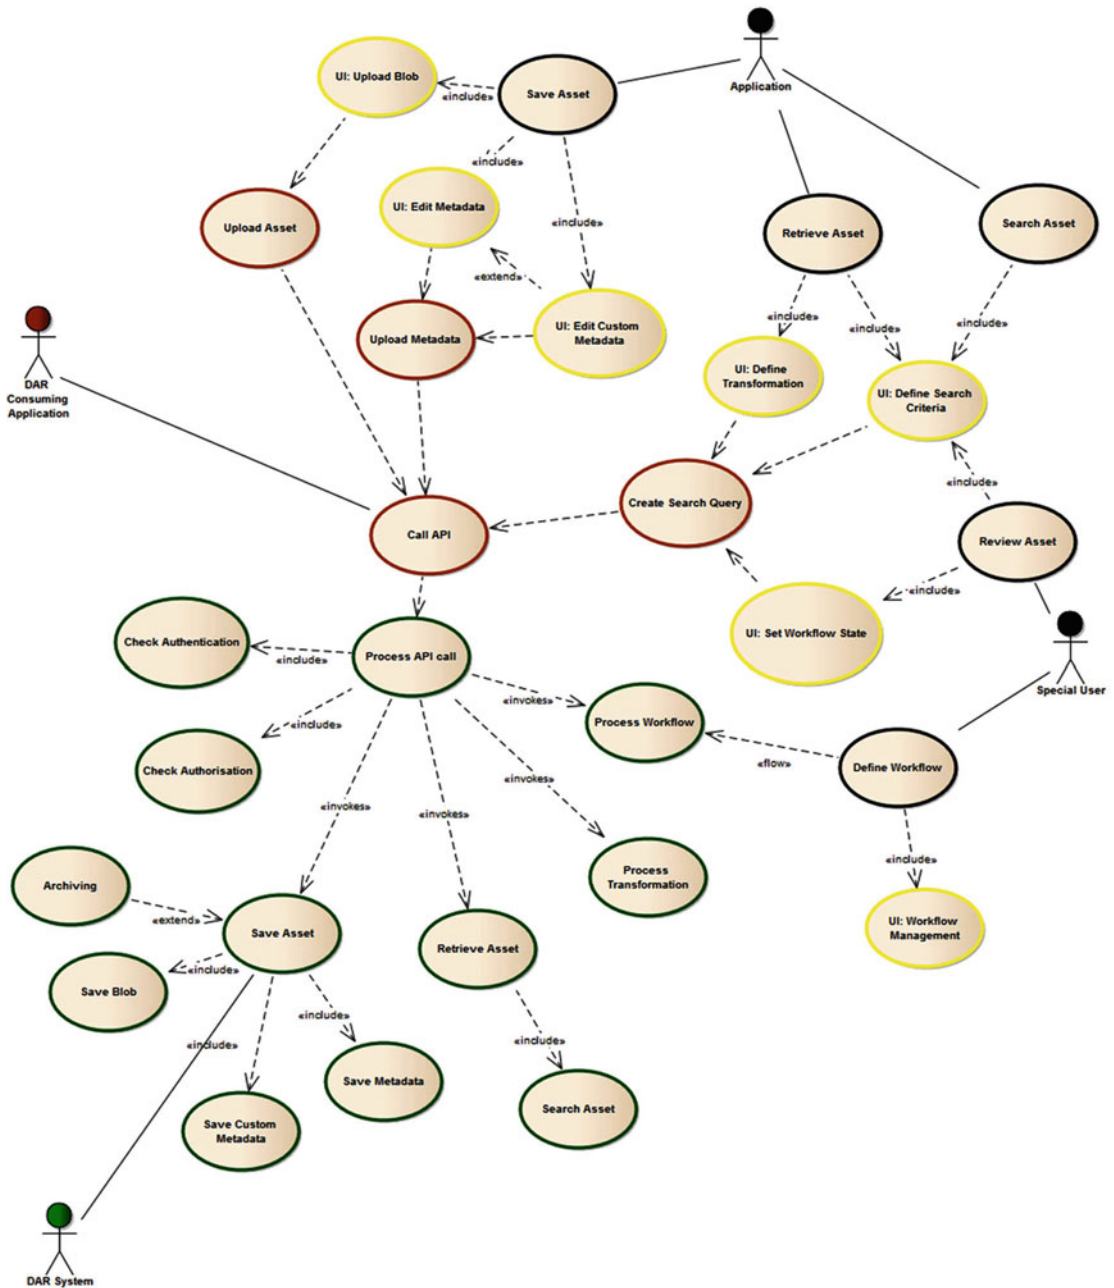 Application
UI: Upload Blob
Save Asset
«include»
«include»
UI: Edit Metadata
Upload Asset
«include»
Retrieve Asset
Search Asset
«extend»
UI: Edit Custom
Metadata
Upload Metadata
«include»
«include»
«include»
DAR
Consuming
Application
UI: Define
Transformation
UI: Define Search
Criteria
«include»
Create Search Query
Call API
Review Asset
«include»
UI: Set Workflow State
Special User
Check Authentication
«include»
Process API call
«invokes»
Process Workflow
«include»
Check Authorisation
«flow»
Define Workflow
«invokes»
«invokes»
«invokes»
«include»
Process
Transformation
Archiving
«extend»
Save Asset
Retrieve Asset
UI: Workflow
Management
«include»
Save Blob
«include»
«include»
«include»
Save Metadata
Search Asset
Save Custom
Metadata
DAR System